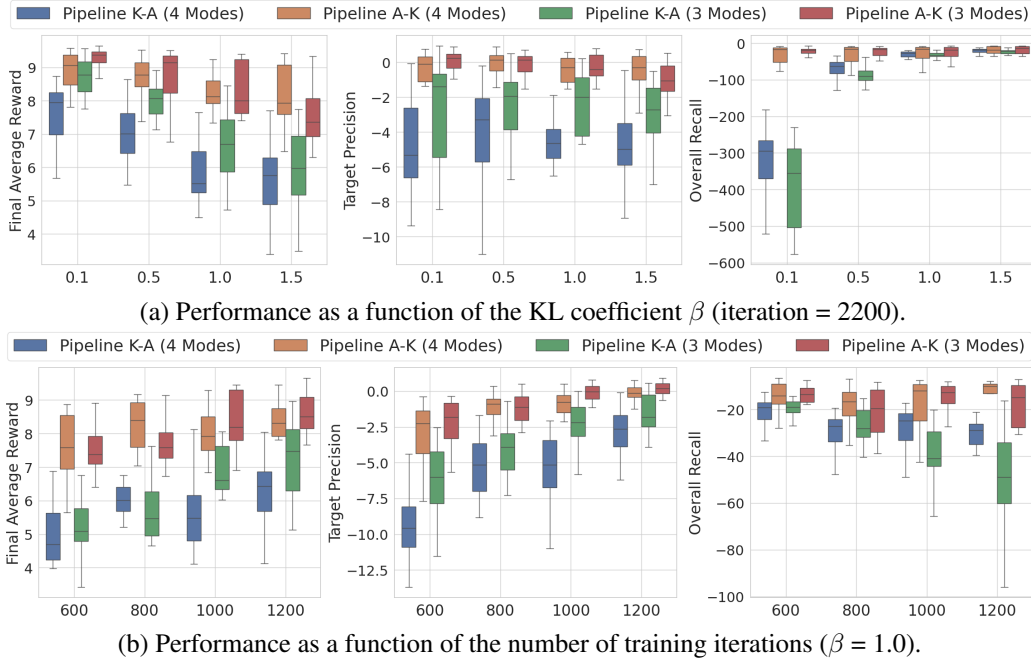 Pipeline K-A (4 Modes) Pipeline A-K (4 Modes) Pipeline K-A (3 Modes) Pipeline A-K (3 Modes)
Final Average Reward
9
8
7
6
5
4
0.1 0.5 1.0 1.5
Target Precision
0
−2
−4
−6
−8
−10
0.1 0.5 1.0 1.5
Overall Recall
0
−100
−200
−300
−400
−500
−600
0.1 0.5 1.0 1.5
(a) Performance as a function of the KL coefficient β (iteration = 2200).
Pipeline K-A (4 Modes) Pipeline A-K (4 Modes) Pipeline K-A (3 Modes) Pipeline A-K (3 Modes)
Final Average Reward
9
8
7
6
5
4
600 800 1000 1200
Target Precision
0.0
−2.5
−5.0
−7.5
−10.0
−12.5
600 800 1000 1200
Overall Recall
−20
−40
−60
−80
−100
600 800 1000 1200
(b) Performance as a function of the number of training iterations (β = 1.0).